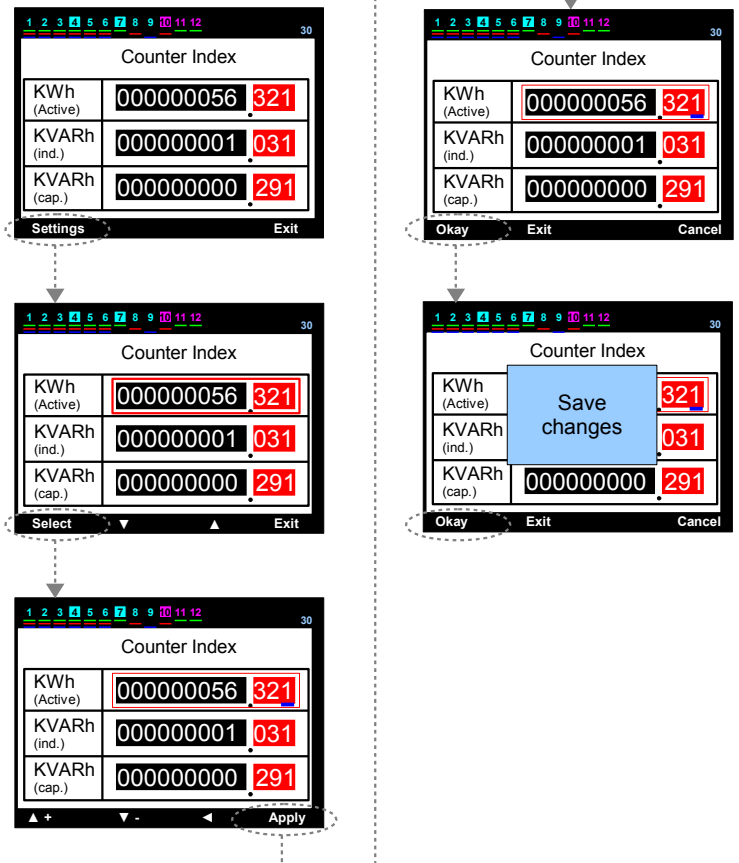 1 2 3 4 5 6 7 8 9 10 11 12
30
Counter Index
KWh
(Active)
000000056.321
KVARh
(ind.)
000000001.031
KVARh
(cap.)
000000000.291
Settings Exit
1 2 3 4 5 6 7 8 9 10 11 12
30
Counter Index
KWh
(Active)
000000056.321
KVARh
(ind.)
000000001.031
KVARh
(cap.)
000000000.291
Select ▼ ▲ Exit
1 2 3 4 5 6 7 8 9 10 11 12
30
Counter Index
KWh
(Active)
000000056.321
KVARh
(ind.)
000000001.031
KVARh
(cap.)
000000000.291
▲ + ▼ - ◄ Apply
1 2 3 4 5 6 7 8 9 10 11 12
30
Counter Index
KWh
(Active)
000000056.321
KVARh
(ind.)
000000001.031
KVARh
(cap.)
000000000.291
Okay Exit Cancel
1 2 3 4 5 6 7 8 9 10 11 12
30
Counter Index
KWh
(Active)
.321
Save
changes
KVARh
(ind.)
.031
KVARh
(cap.)
000000000.291
Okay Exit Cancel